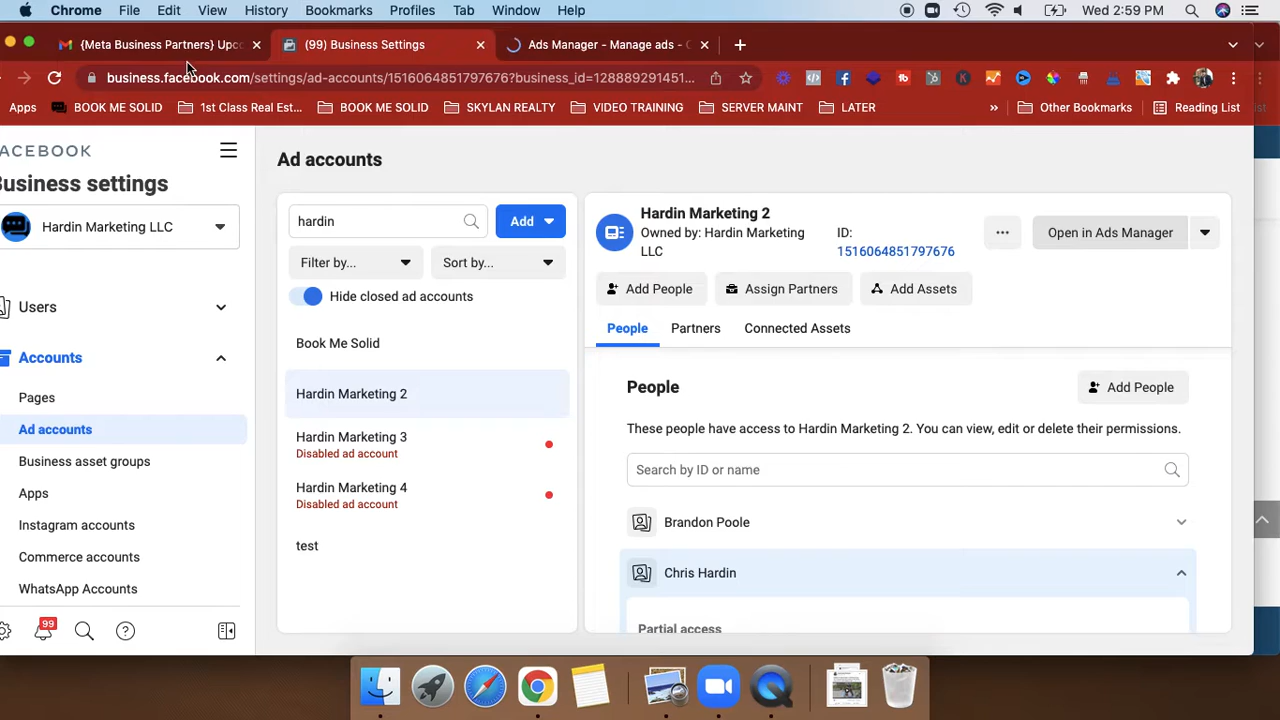 Chrome File Edit View History Bookmarks Profiles Tab Window Help Wed 2:59 PM
{Meta Business Partners} Upco
(99) Business Settings
Ads Manager - Manage ads - C
business.facebook.com/settings/ad-accounts/1516064851797676?business_id=128889291451...
Apps BOOK ME SOLID 1st Class Real Est... BOOK ME SOLID SKYLAN REALTY VIDEO TRAINING SERVER MAINT LATER » Other Bookmarks Reading List
ACEBOOK
Business settings
Hardin Marketing LLC
Users
Accounts
Pages
Ad accounts
Business asset groups
Apps
Instagram accounts
Commerce accounts
WhatsApp Accounts
99
Ad accounts
hardin
Add
Filter by...
Sort by...
Hide closed ad accounts
Book Me Solid
Hardin Marketing 2
Hardin Marketing 3
Disabled ad account
Hardin Marketing 4
Disabled ad account
test
Hardin Marketing 2
Owned by: Hardin Marketing
LLC
ID:
1516064851797676
Open in Ads Manager
Add People
Assign Partners
Add Assets
People
Partners
Connected Assets
People
Add People
These people have access to Hardin Marketing 2. You can view, edit or delete their permissions.
Search by ID or name
Brandon Poole
Chris Hardin
Partial access